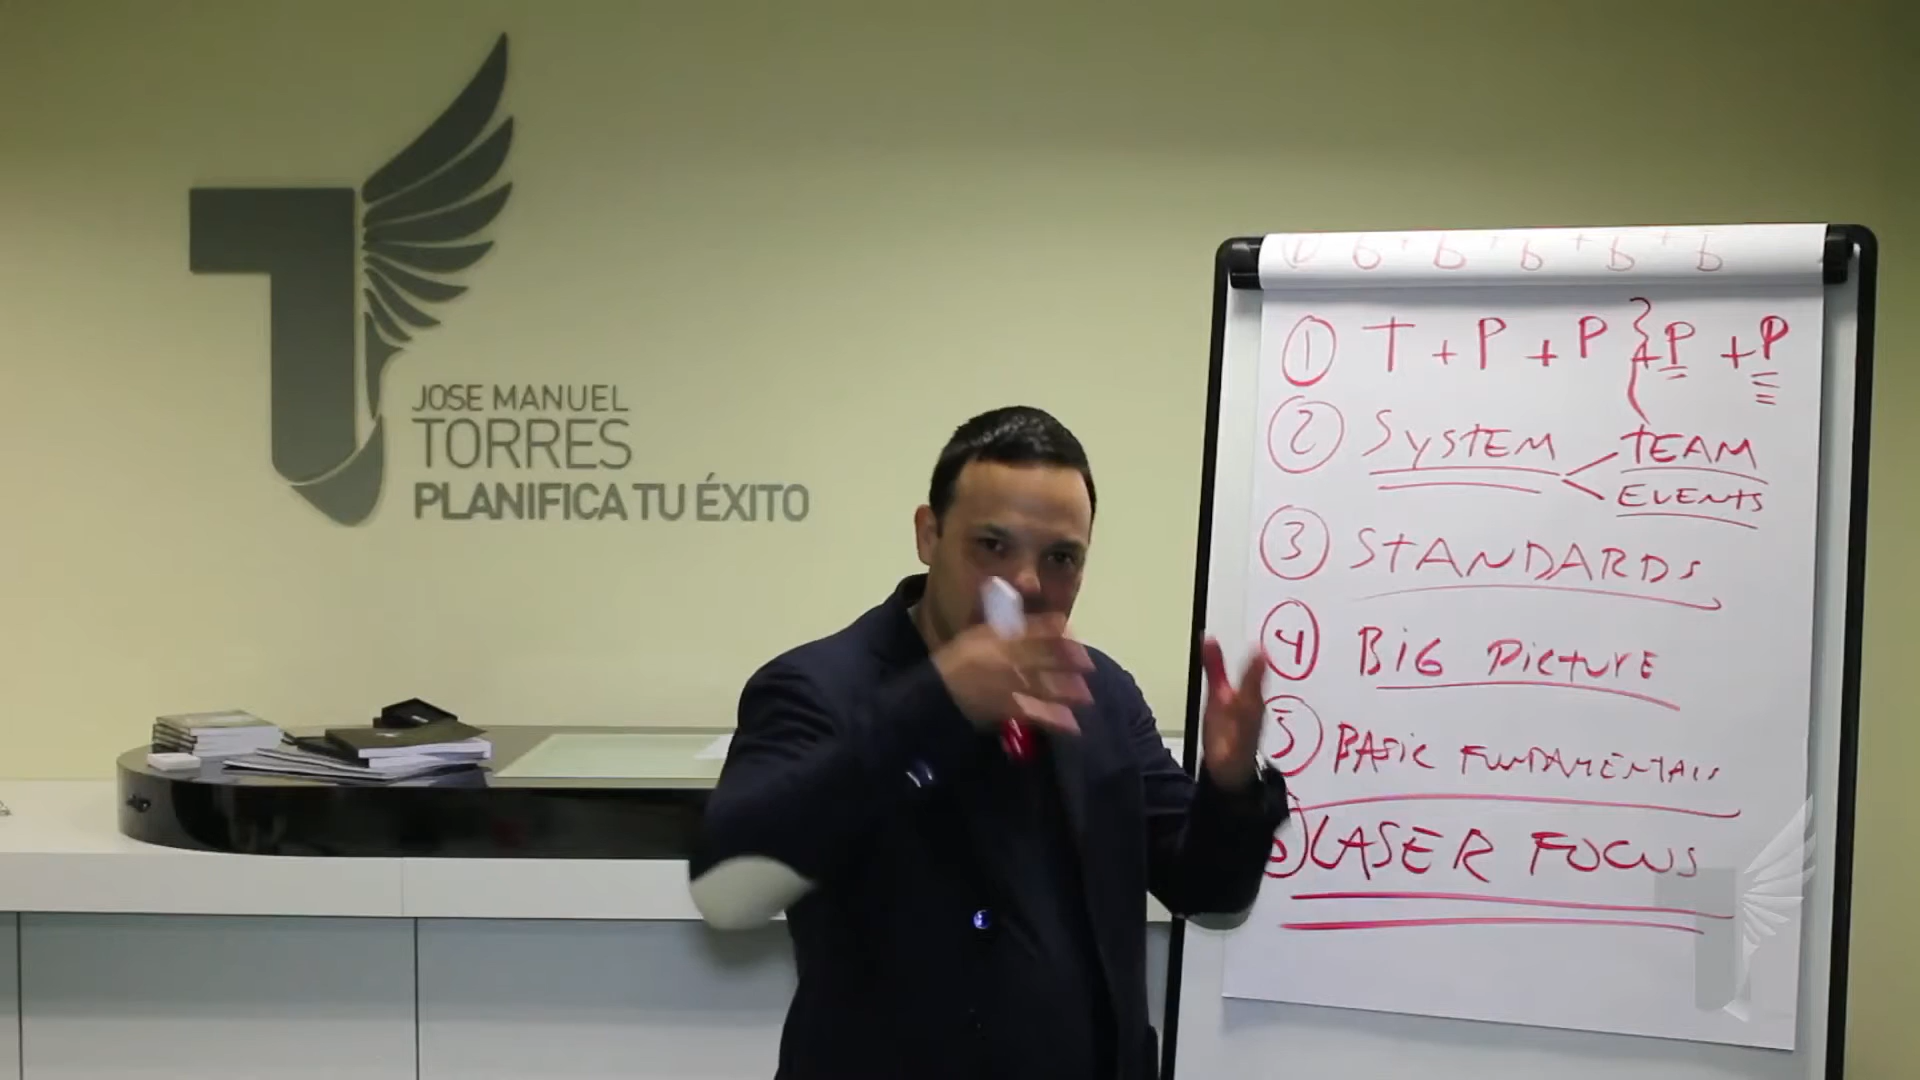 JOSE MANUEL
TORRES
PLANIFICA TU ÉXITO
1 T + P + P } + P + P
2 SYSTEM < TEAM
EVENTS
3 STANDARDS
4 BIG PICTURE
5 BASIC FUNDAMENTALS
LASER FOCUS